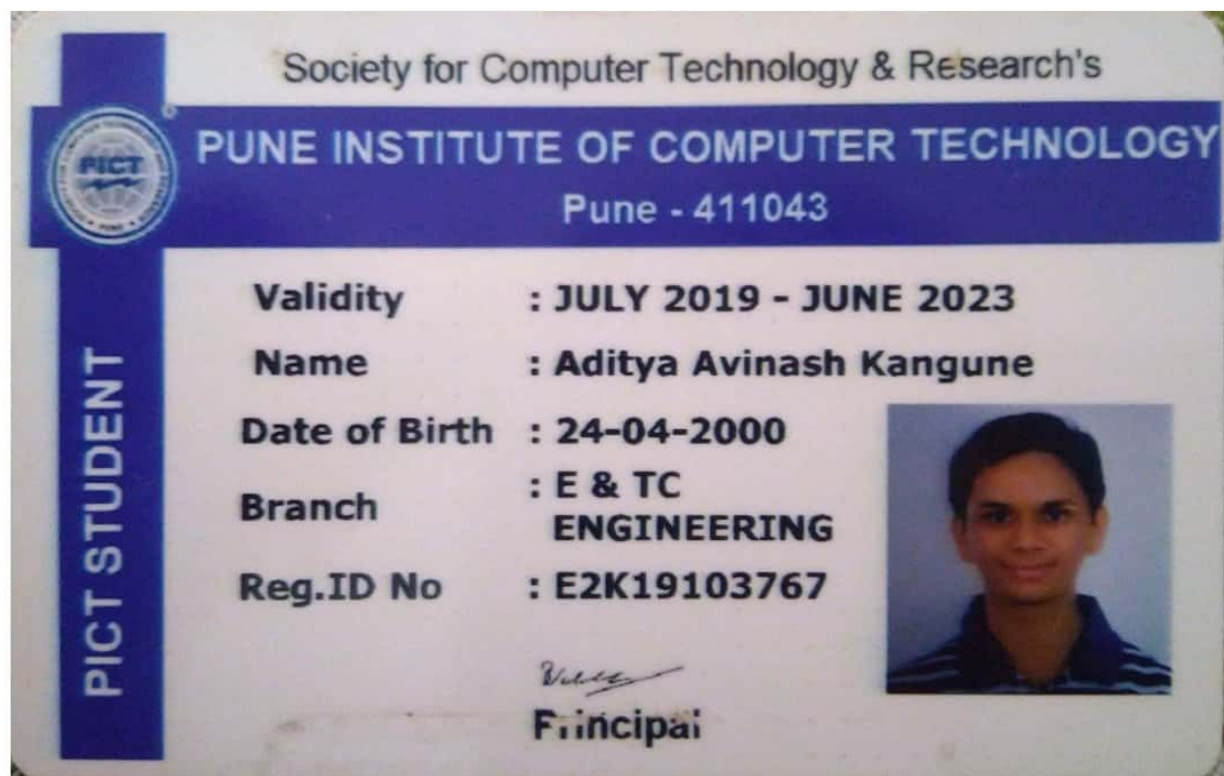 Society for Computer Technology & Research's
PUNE INSTITUTE OF COMPUTER TECHNOLOGY
Pune - 411043
PICT
PICT STUDENT
Validity : JULY 2019 - JUNE 2023
Name : Aditya Avinash Kangune
Date of Birth : 24-04-2000
Branch : E & TC
ENGINEERING
Reg.ID No : E2K19103767
Principal